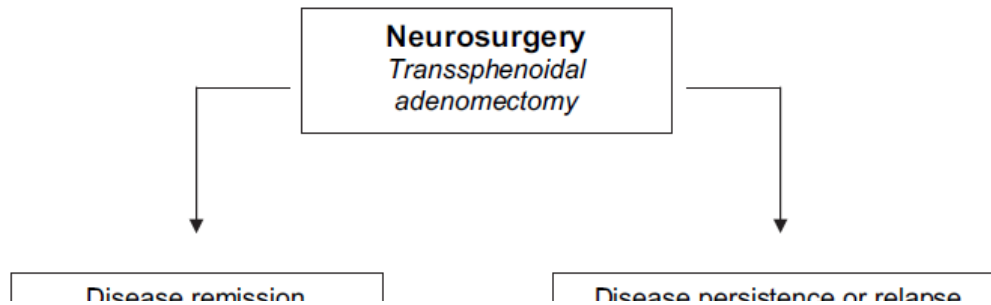 Neurosurgery
Transsphenoidal
adenomectomy
Disease remission
Disease persistence or relapse